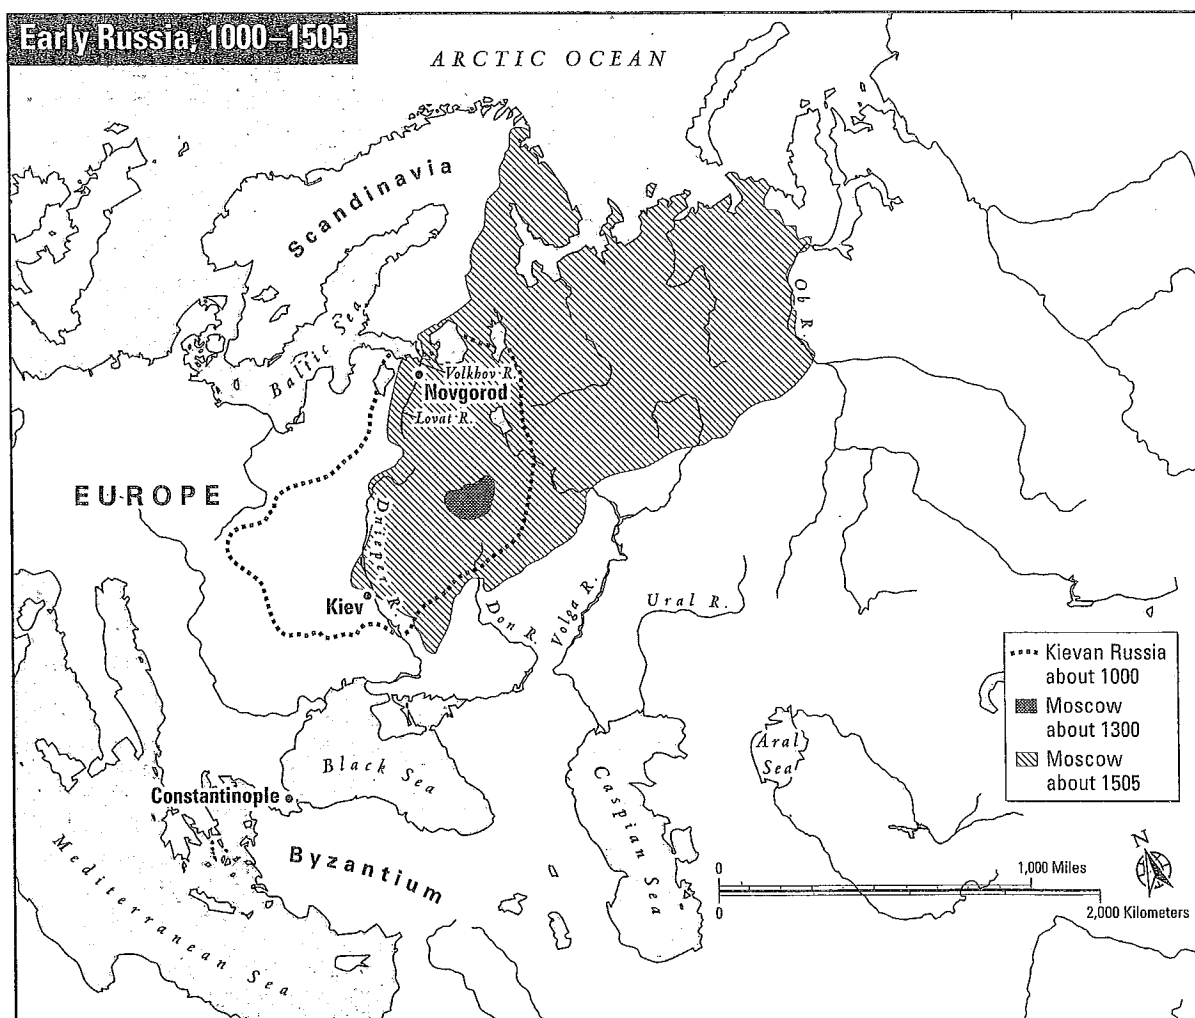 Early Russia, 1000–1505
ARCTIC OCEAN
Scandinavia
Ob R.
Baltic Sea
Volkhov R.
Novgorod
Lovat R.
EUROPE
Dnieper R.
Kiev
Don R.
Volga R.
Ural R.
Kievan Russia
about 1000
Moscow
about 1300
Moscow
about 1505
Aral
Sea
Black Sea
Caspian Sea
Constantinople
Byzantium
Mediterranean Sea
N
0
1,000 Miles
0
2,000 Kilometers